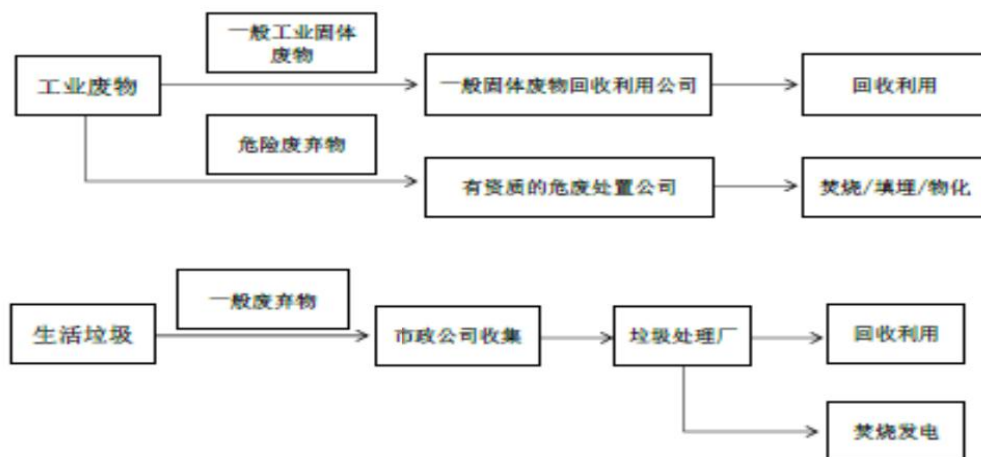 一般工业固体
废物
工业废物
一般固体废物回收利用公司
回收利用
危险废弃物
有资质的危废处置公司
焚烧/填埋/物化
一般废弃物
生活垃圾
市政公司收集
垃圾处理厂
回收利用
焚烧发电